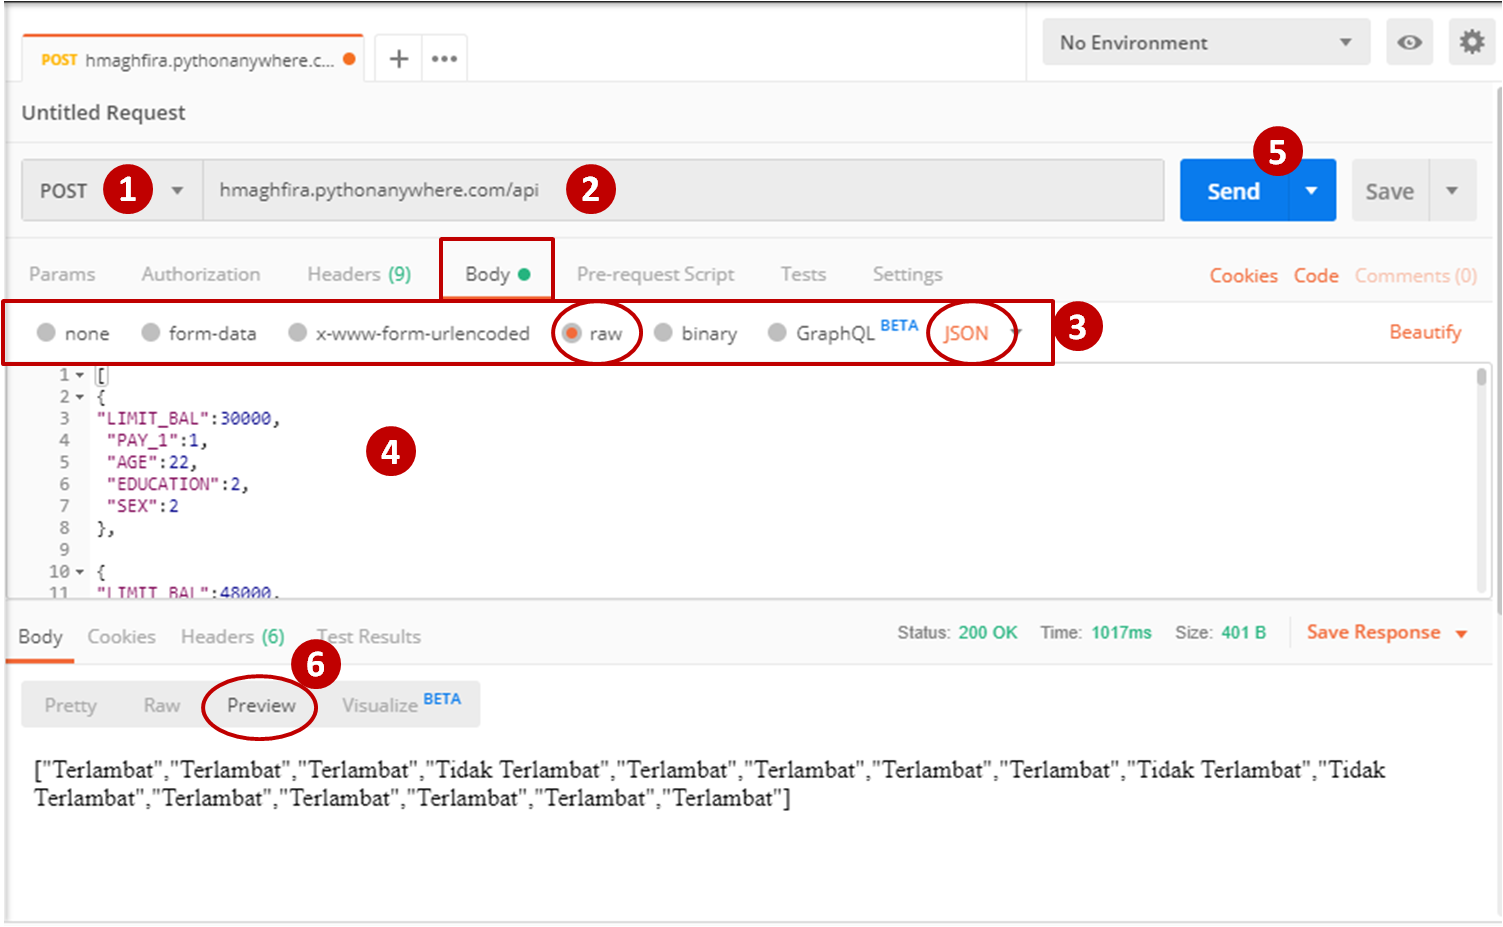 POST hmaghfira.pythonanywhere.c...
No Environment
Untitled Request
POST 1 hmaghfira.pythonanywhere.com/api 2 Send 5 Save
Params Authorization Headers (9) Body Pre-request Script Tests Settings Cookies Code Comments (0)
none form-data x-www-form-urlencoded raw binary GraphQL BETA JSON 3 Beautify
1 [
2 {
3 "LIMIT_BAL":30000,
4 "PAY_1":1,
5 "AGE":22,
6 "EDUCATION":2,
7 "SEX":2
8 },
9
10 {
11 "LIMIT_BAL":48000,
4
Body Cookies Headers (6) Test Results Status: 200 OK Time: 1017ms Size: 401 B Save Response
6
Pretty Raw Preview Visualize BETA
["Terlambat","Terlambat","Terlambat","Tidak Terlambat","Terlambat","Terlambat","Terlambat","Terlambat","Tidak Terlambat","Tidak
Terlambat","Terlambat","Terlambat","Terlambat","Terlambat","Terlambat"]